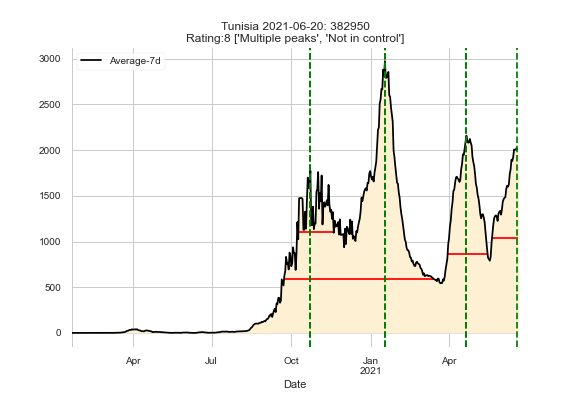 Tunisia 2021-06-20: 382950
Rating:8 ['Multiple peaks', 'Not in control']
Average-7d
3000
2500
2000
1500
1000
500
0
Apr
Jul
Oct
Jan
2021
Apr
Date